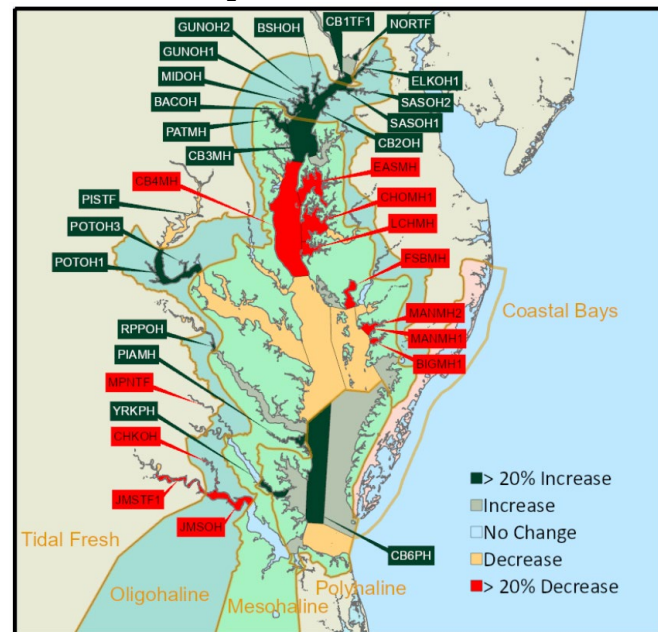 GUNOH2
BSHOH
CB1TF1
NORTF
GUNOH1
MIDOH
ELKOH1
BACOH
SASOH2
PATMH
SASOH1
CB2OH
CB3MH
EASMH
CB4MH
CHOMH1
PISTF
LCHMH
POTOH3
FSBMH
POTOH1
Coastal Bays
MANMH2
RPPOH
MANMH1
PIAMH
BIGMH1
MPNTF
YRKPH
CHKOH
> 20% Increase
JMSTF1
Increase
No Change
JMSOH
Tidal Fresh
CB6PH
Decrease
Polyhaline
> 20% Decrease
Oligohaline
Mesohaline